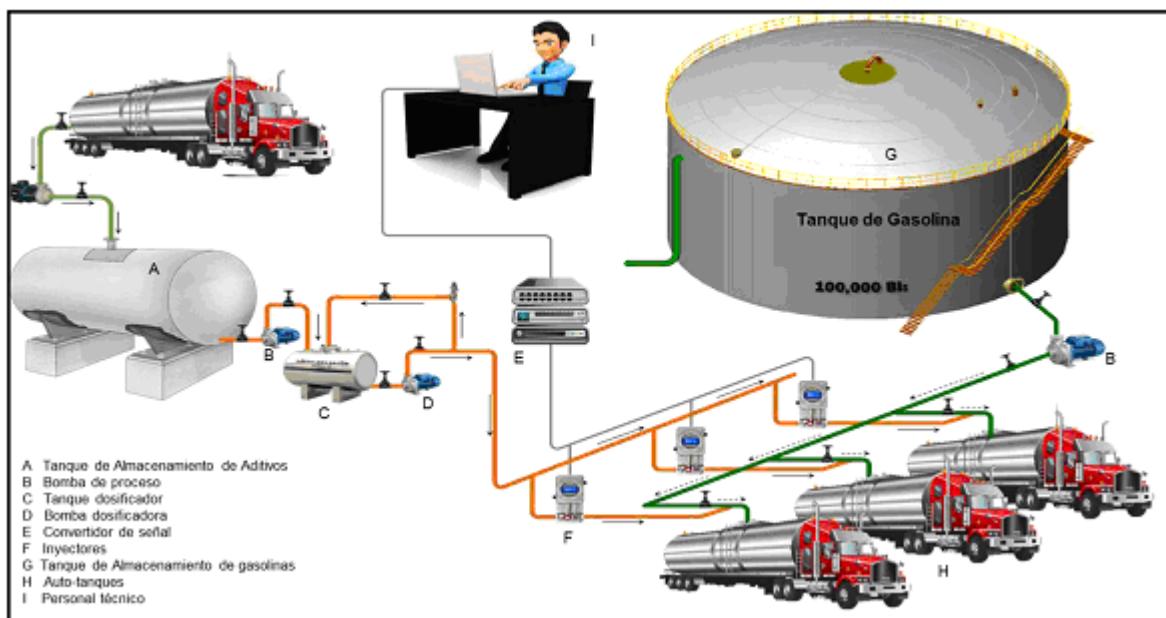 I
G
Tanque de Gasolina
100,000 Bls
A
B
E
B
C
D
F
H
A Tanque de Almacenamiento de Aditivos
B Bomba de proceso
C Tanque dosificador
D Bomba dosificadora
E Convertidor de señal
F Inyectores
G Tanque de Almacenamiento de gasolinas
H Auto-tanques
I Personal técnico